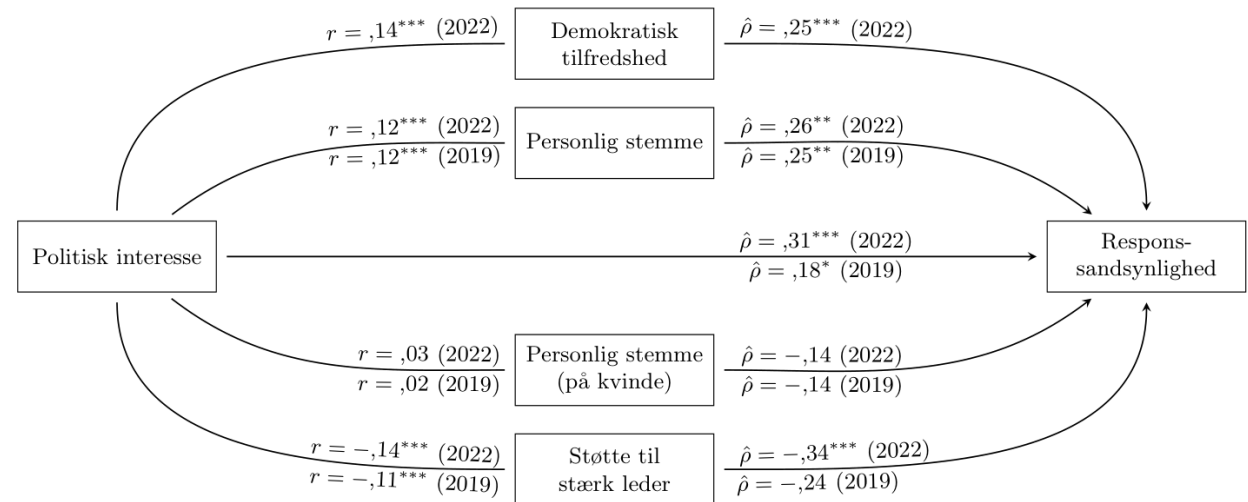 r = ,14*** (2022)
Demokratisk
tilfredshed
ρ̂ = ,25*** (2022)
r = ,12*** (2022)
r = ,12*** (2019)
Personlig stemme
ρ̂ = ,26** (2022)
ρ̂ = ,25** (2019)
Politisk interesse
ρ̂ = ,31*** (2022)
ρ̂ = ,18* (2019)
Respons-
sandsynlighed
r = ,03 (2022)
r = ,02 (2019)
Personlig stemme
(på kvinde)
ρ̂ = −,14 (2022)
ρ̂ = −,14 (2019)
r = −,14*** (2022)
r = −,11*** (2019)
Støtte til
stærk leder
ρ̂ = −,34*** (2022)
ρ̂ = −,24 (2019)